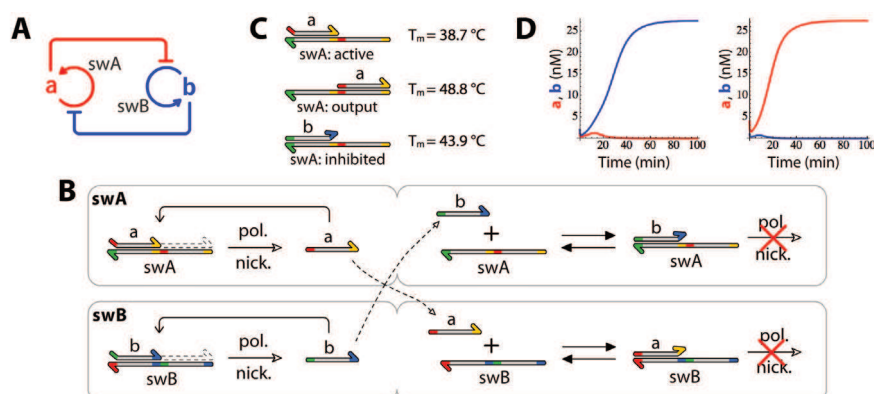 A
swA
a
b
swB
C
a
swA: active
Tm = 38.7 °C
a
swA: output
Tm = 48.8 °C
b
swA: inhibited
Tm = 43.9 °C
D
a, b (nM)
25
20
15
10
5
0
0 20 40 60 80 100
Time (min)
a, b (nM)
25
20
15
10
5
0
0 20 40 60 80 100
Time (min)
B
swA
a
swA
pol.
nick.
a
b
+
swA
b
swA
pol.
nick.
swB
b
swB
pol.
nick.
b
a
+
swB
a
swB
pol.
nick.